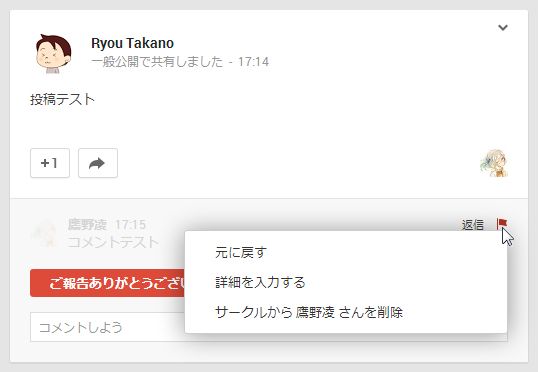 Ryou Takano
一般公開で共有しました - 17:14
投稿テスト
+1
鷹野凌 17:15 返信
コメントテスト
元に戻す
詳細を入力する
サークルから 鷹野凌 さんを削除
ご報告ありがとうござい
コメントしよう